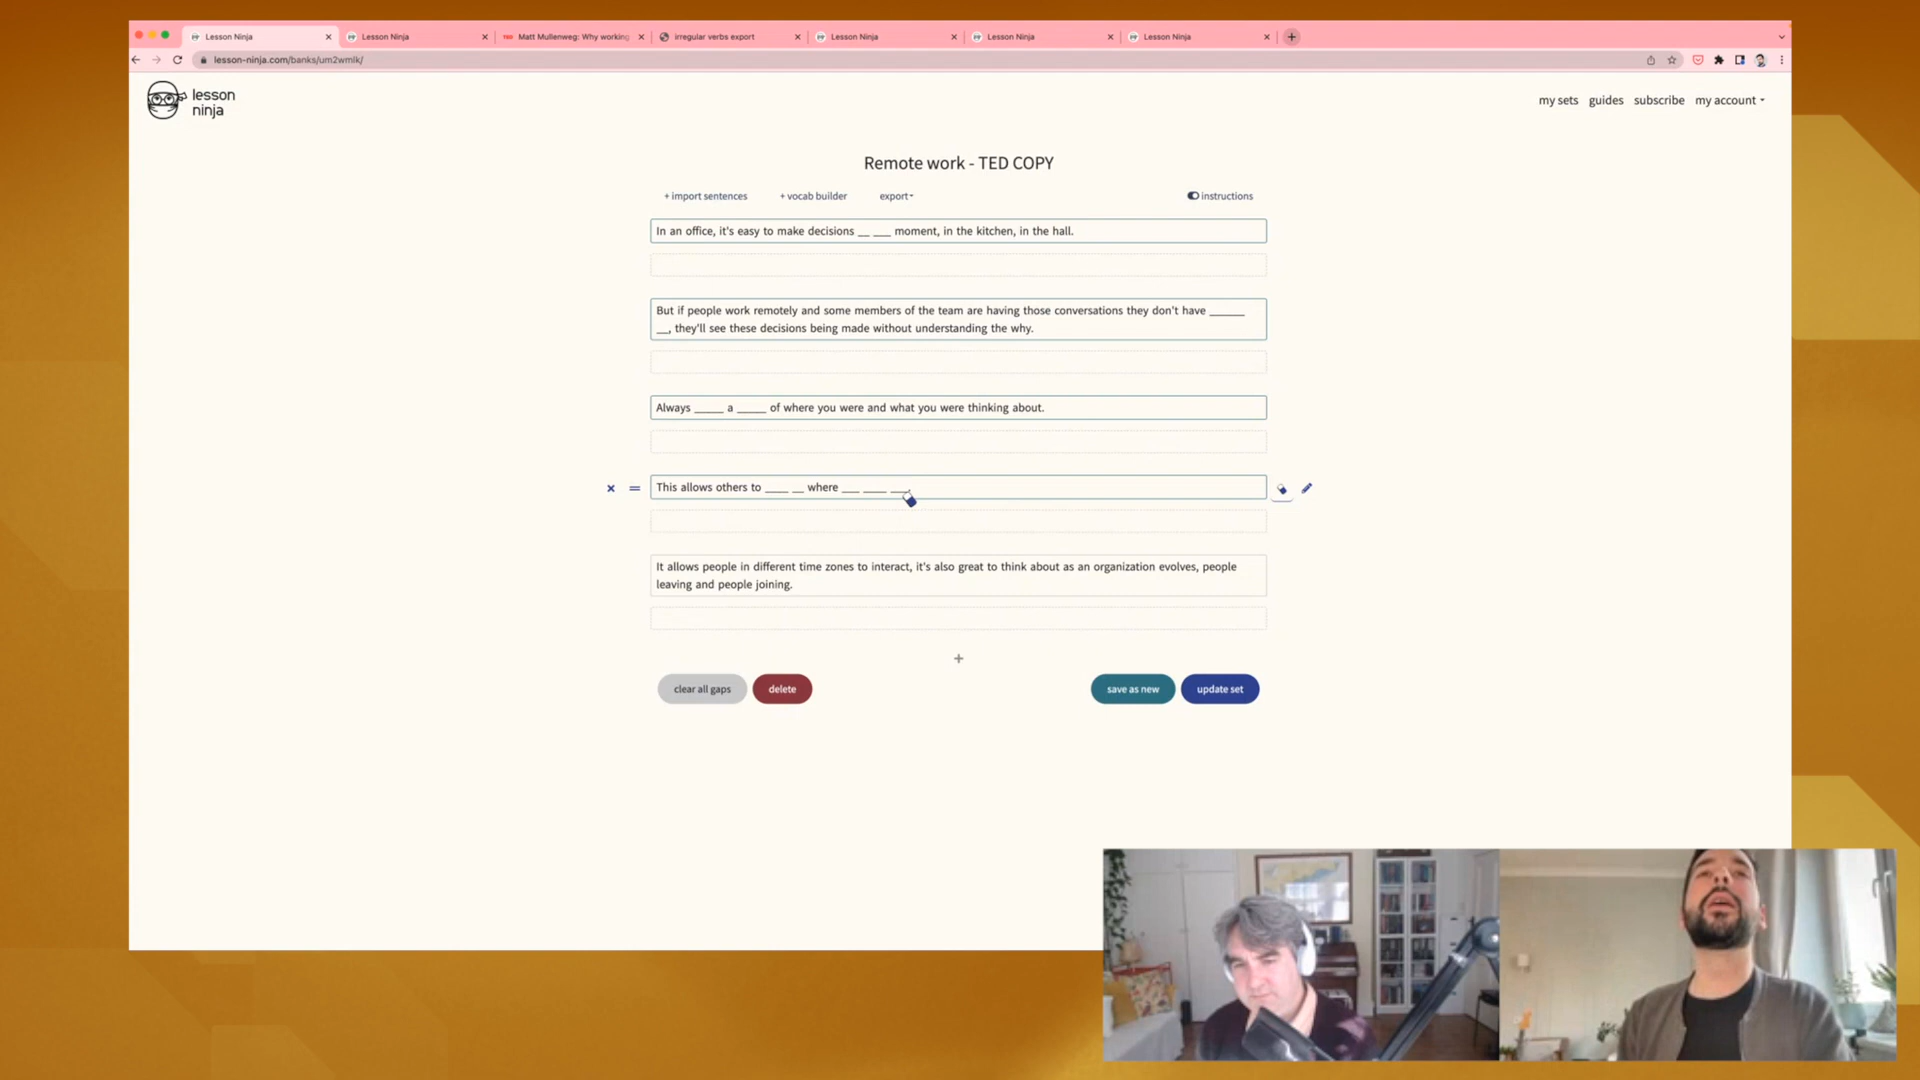 Lesson Ninja
Lesson Ninja
TED Matt Mullenweg: Why working
irregular verbs export
Lesson Ninja
Lesson Ninja
Lesson Ninja
lesson-ninja.com/banks/um2wmlk/
lesson
ninja
my sets guides subscribe my account
Remote work - TED COPY
+ import sentences + vocab builder export instructions
In an office, it's easy to make decisions __ ___ moment, in the kitchen, in the hall.
But if people work remotely and some members of the team are having those conversations they don't have ______
__, they'll see these decisions being made without understanding the why.
Always _____ a _____ of where you were and what you were thinking about.
This allows others to ____ __ where ___ ____ ___.
It allows people in different time zones to interact, it's also great to think about as an organization evolves, people
leaving and people joining.
+
clear all gaps delete save as new update set